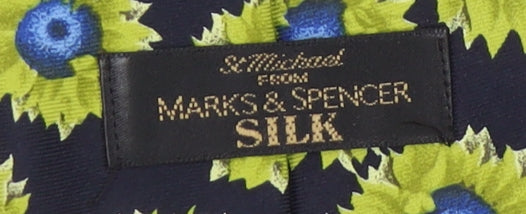 St Michael
FROM
MARKS & SPENCER
SILK